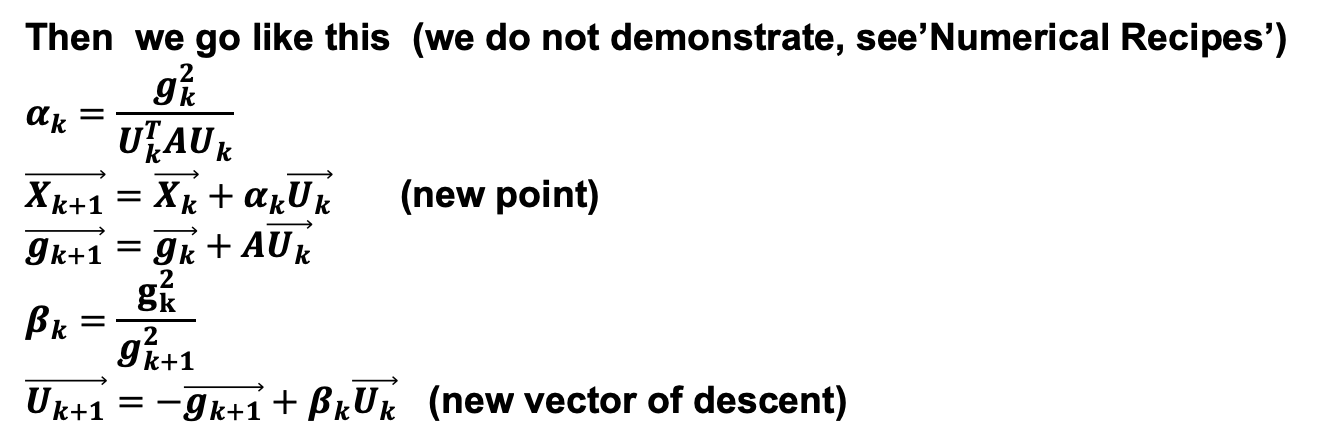 Then we go like this (we do not demonstrate, see'Numerical Recipes')
αₖ = gₖ² / UₖᵀAUₖ
Xₖ₊₁ = Xₖ + αₖUₖ (new point)
gₖ₊₁ = gₖ + AUₖ
βₖ = gₖ² / gₖ₊₁²
Uₖ₊₁ = −gₖ₊₁ + βₖUₖ (new vector of descent)